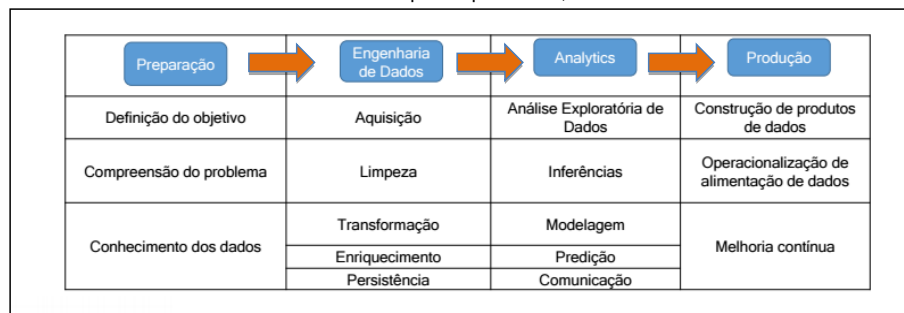 Preparação
Engenharia
de Dados
Analytics
Produção
Definição do objetivo
Aquisição
Análise Exploratória de
Dados
Construção de produtos
de dados
Compreensão do problema
Limpeza
Inferências
Operacionalização de
alimentação de dados
Conhecimento dos dados
Transformação
Modelagem
Melhoria contínua
Enriquecimento
Predição
Persistência
Comunicação